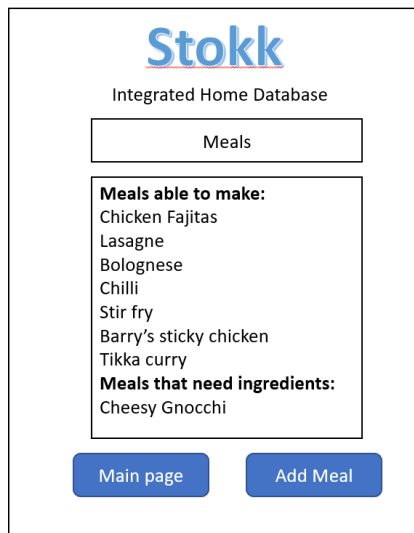 Stokk
Integrated Home Database
Meals
Meals able to make:
Chicken Fajitas
Lasagne
Bolognese
Chilli
Stir fry
Barry’s sticky chicken
Tikka curry
Meals that need ingredients:
Cheesy Gnocchi
Main page
Add Meal